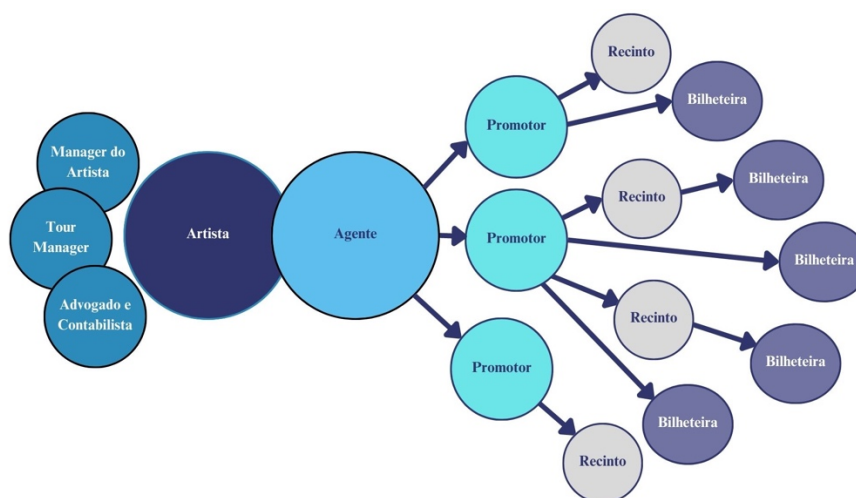 Manager do
Artista
Tour
Manager
Advogado e
Contabilista
Artista
Agente
Promotor
Recinto
Bilheteira
Promotor
Recinto
Bilheteira
Bilheteira
Recinto
Bilheteira
Bilheteira
Promotor
Recinto